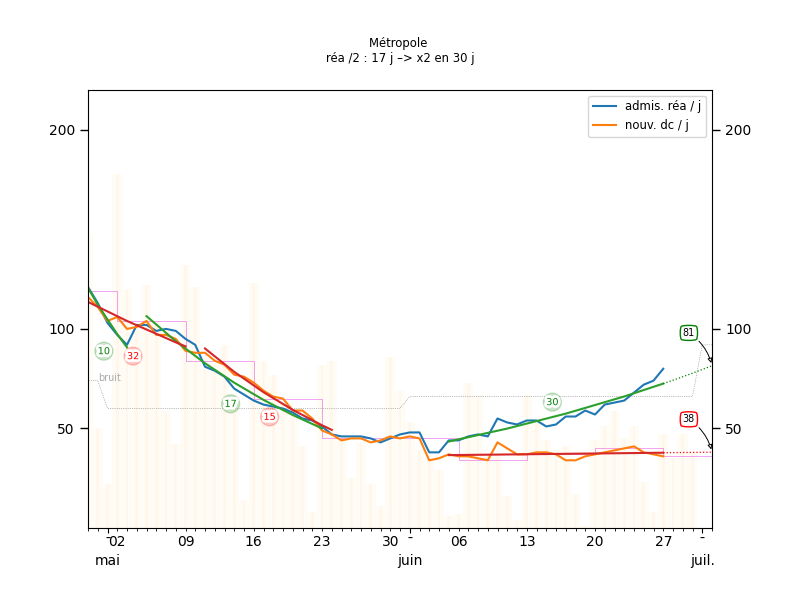 Métropole
réa /2 : 17 j –> x2 en 30 j
admis. réa / j
nouv. dc / j
200
200
100
100
50
50
81
38
10
32
bruit
17
15
30
02
09
16
23
30
06
13
20
27
mai
juin
juil.